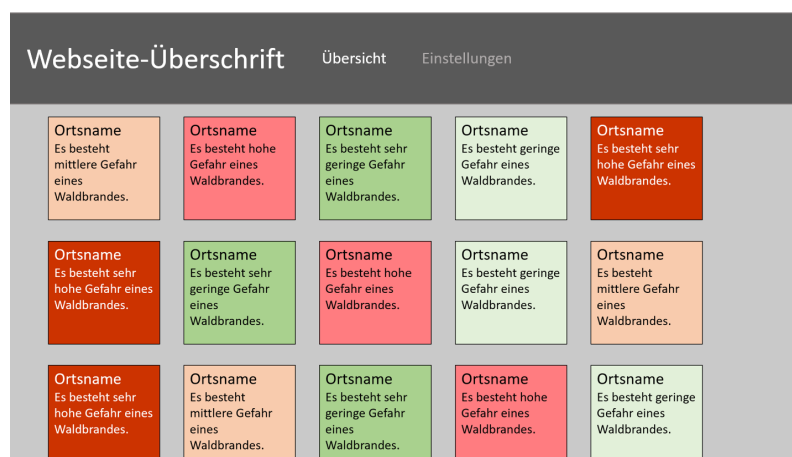 Webseite-Überschrift
Übersicht
Einstellungen
Ortsname
Es besteht
mittlere Gefahr
eines
Waldbrandes.
Ortsname
Es besteht hohe
Gefahr eines
Waldbrandes.
Ortsname
Es besteht sehr
geringe Gefahr
eines
Waldbrandes.
Ortsname
Es besteht geringe
Gefahr eines
Waldbrandes.
Ortsname
Es besteht sehr
hohe Gefahr eines
Waldbrandes.
Ortsname
Es besteht sehr
hohe Gefahr eines
Waldbrandes.
Ortsname
Es besteht sehr
geringe Gefahr
eines
Waldbrandes.
Ortsname
Es besteht hohe
Gefahr eines
Waldbrandes.
Ortsname
Es besteht geringe
Gefahr eines
Waldbrandes.
Ortsname
Es besteht
mittlere Gefahr
eines
Waldbrandes.
Ortsname
Es besteht sehr
hohe Gefahr eines
Waldbrandes.
Ortsname
Es besteht
mittlere Gefahr
eines
Waldbrandes.
Ortsname
Es besteht sehr
geringe Gefahr
eines
Waldbrandes.
Ortsname
Es besteht hohe
Gefahr eines
Waldbrandes.
Ortsname
Es besteht geringe
Gefahr eines
Waldbrandes.